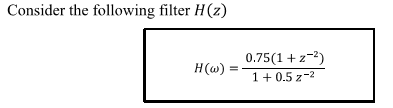 Consider the following filter H(z)
H(ω) = 0.75(1 + z⁻²) / 1 + 0.5 z⁻²